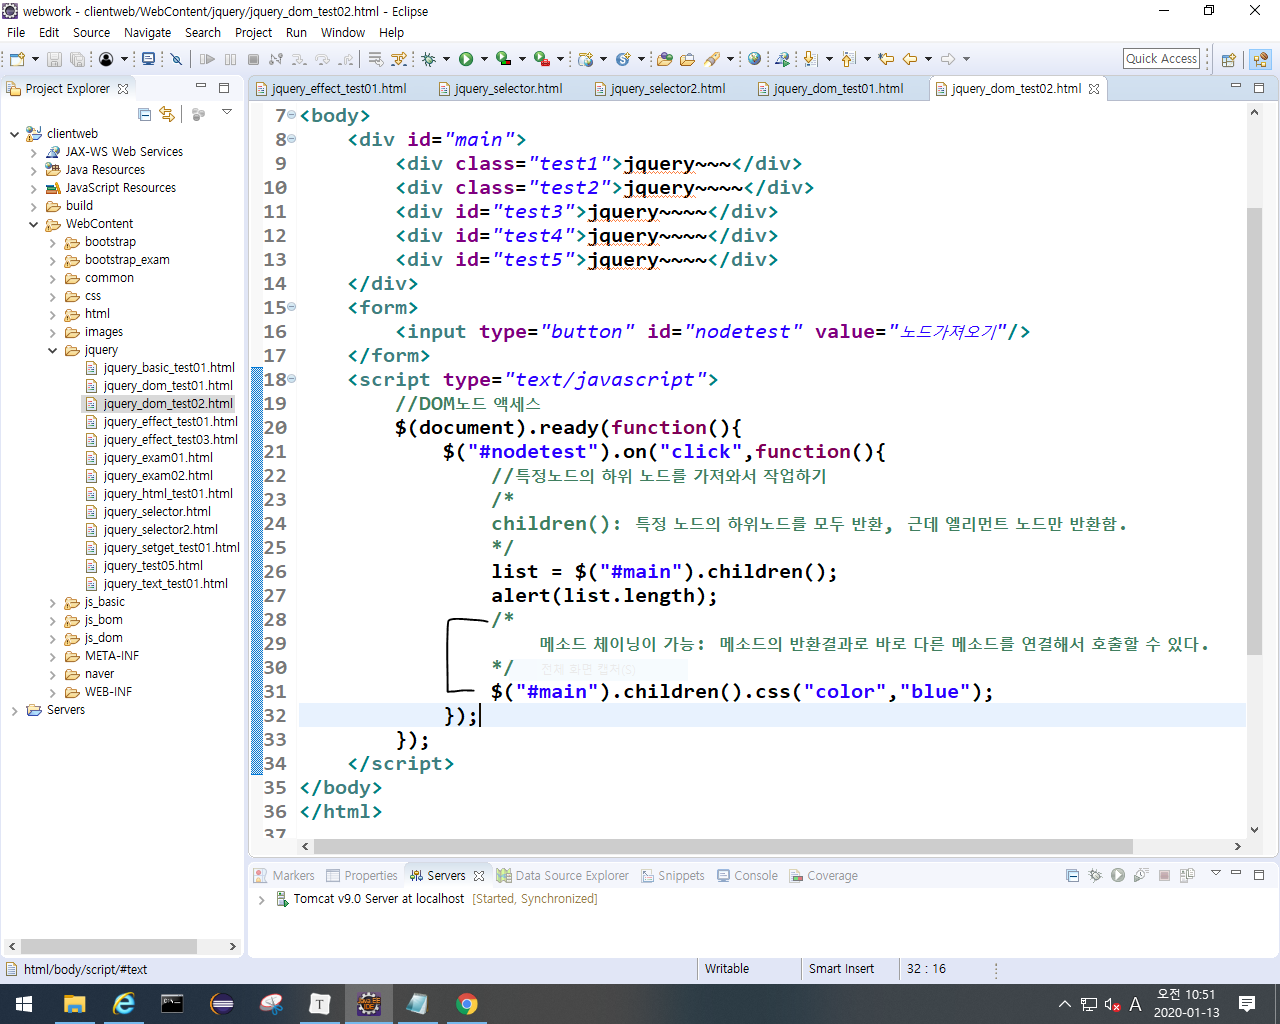 webwork - clientweb/WebContent/jquery/jquery_dom_test02.html - Eclipse
File Edit Source Navigate Search Project Run Window Help
Quick Access
Project Explorer
jquery_effect_test01.html jquery_selector.html jquery_selector2.html jquery_dom_test01.html jquery_dom_test02.html
clientweb
JAX-WS Web Services
Java Resources
JavaScript Resources
build
WebContent
bootstrap
bootstrap_exam
common
css
html
images
jquery
jquery_basic_test01.html
jquery_dom_test01.html
jquery_dom_test02.html
jquery_effect_test01.html
jquery_effect_test03.html
jquery_exam01.html
jquery_exam02.html
jquery_html_test01.html
jquery_selector.html
jquery_selector2.html
jquery_setget_test01.html
jquery_test05.html
jquery_text_test01.html
js_basic
js_bom
js_dom
META-INF
naver
WEB-INF
Servers
7 <body>
8 <div id="main">
9 <div class="test1">jquery~~~</div>
10 <div class="test2">jquery~~~~</div>
11 <div id="test3">jquery~~~~</div>
12 <div id="test4">jquery~~~~</div>
13 <div id="test5">jquery~~~~</div>
14 </div>
15 <form>
16 <input type="button" id="nodetest" value="노드가져오기"/>
17 </form>
18 <script type="text/javascript">
19 //DOM노드 액세스
20 $(document).ready(function(){
21 $("#nodetest").on("click",function(){
22 //특정노드의 하위 노드를 가져와서 작업하기
23 /*
24 children(): 특정 노드의 하위노드를 모두 반환, 근데 엘리먼트 노드만 반환함.
25 */
26 list = $("#main").children();
27 alert(list.length);
28 /*
29 메소드 체이닝이 가능: 메소드의 반환결과로 바로 다른 메소드를 연결해서 호출할 수 있다.
30 */ 전체 화면 캡처(S)
31 $("#main").children().css("color","blue");
32 });
33 });
34 </script>
35 </body>
36 </html>
37
Markers Properties Servers Data Source Explorer Snippets Console Coverage
Tomcat v9.0 Server at localhost [Started, Synchronized]
html/body/script/#text Writable Smart Insert 32 : 16
T
A
오전 10:51
2020-01-13